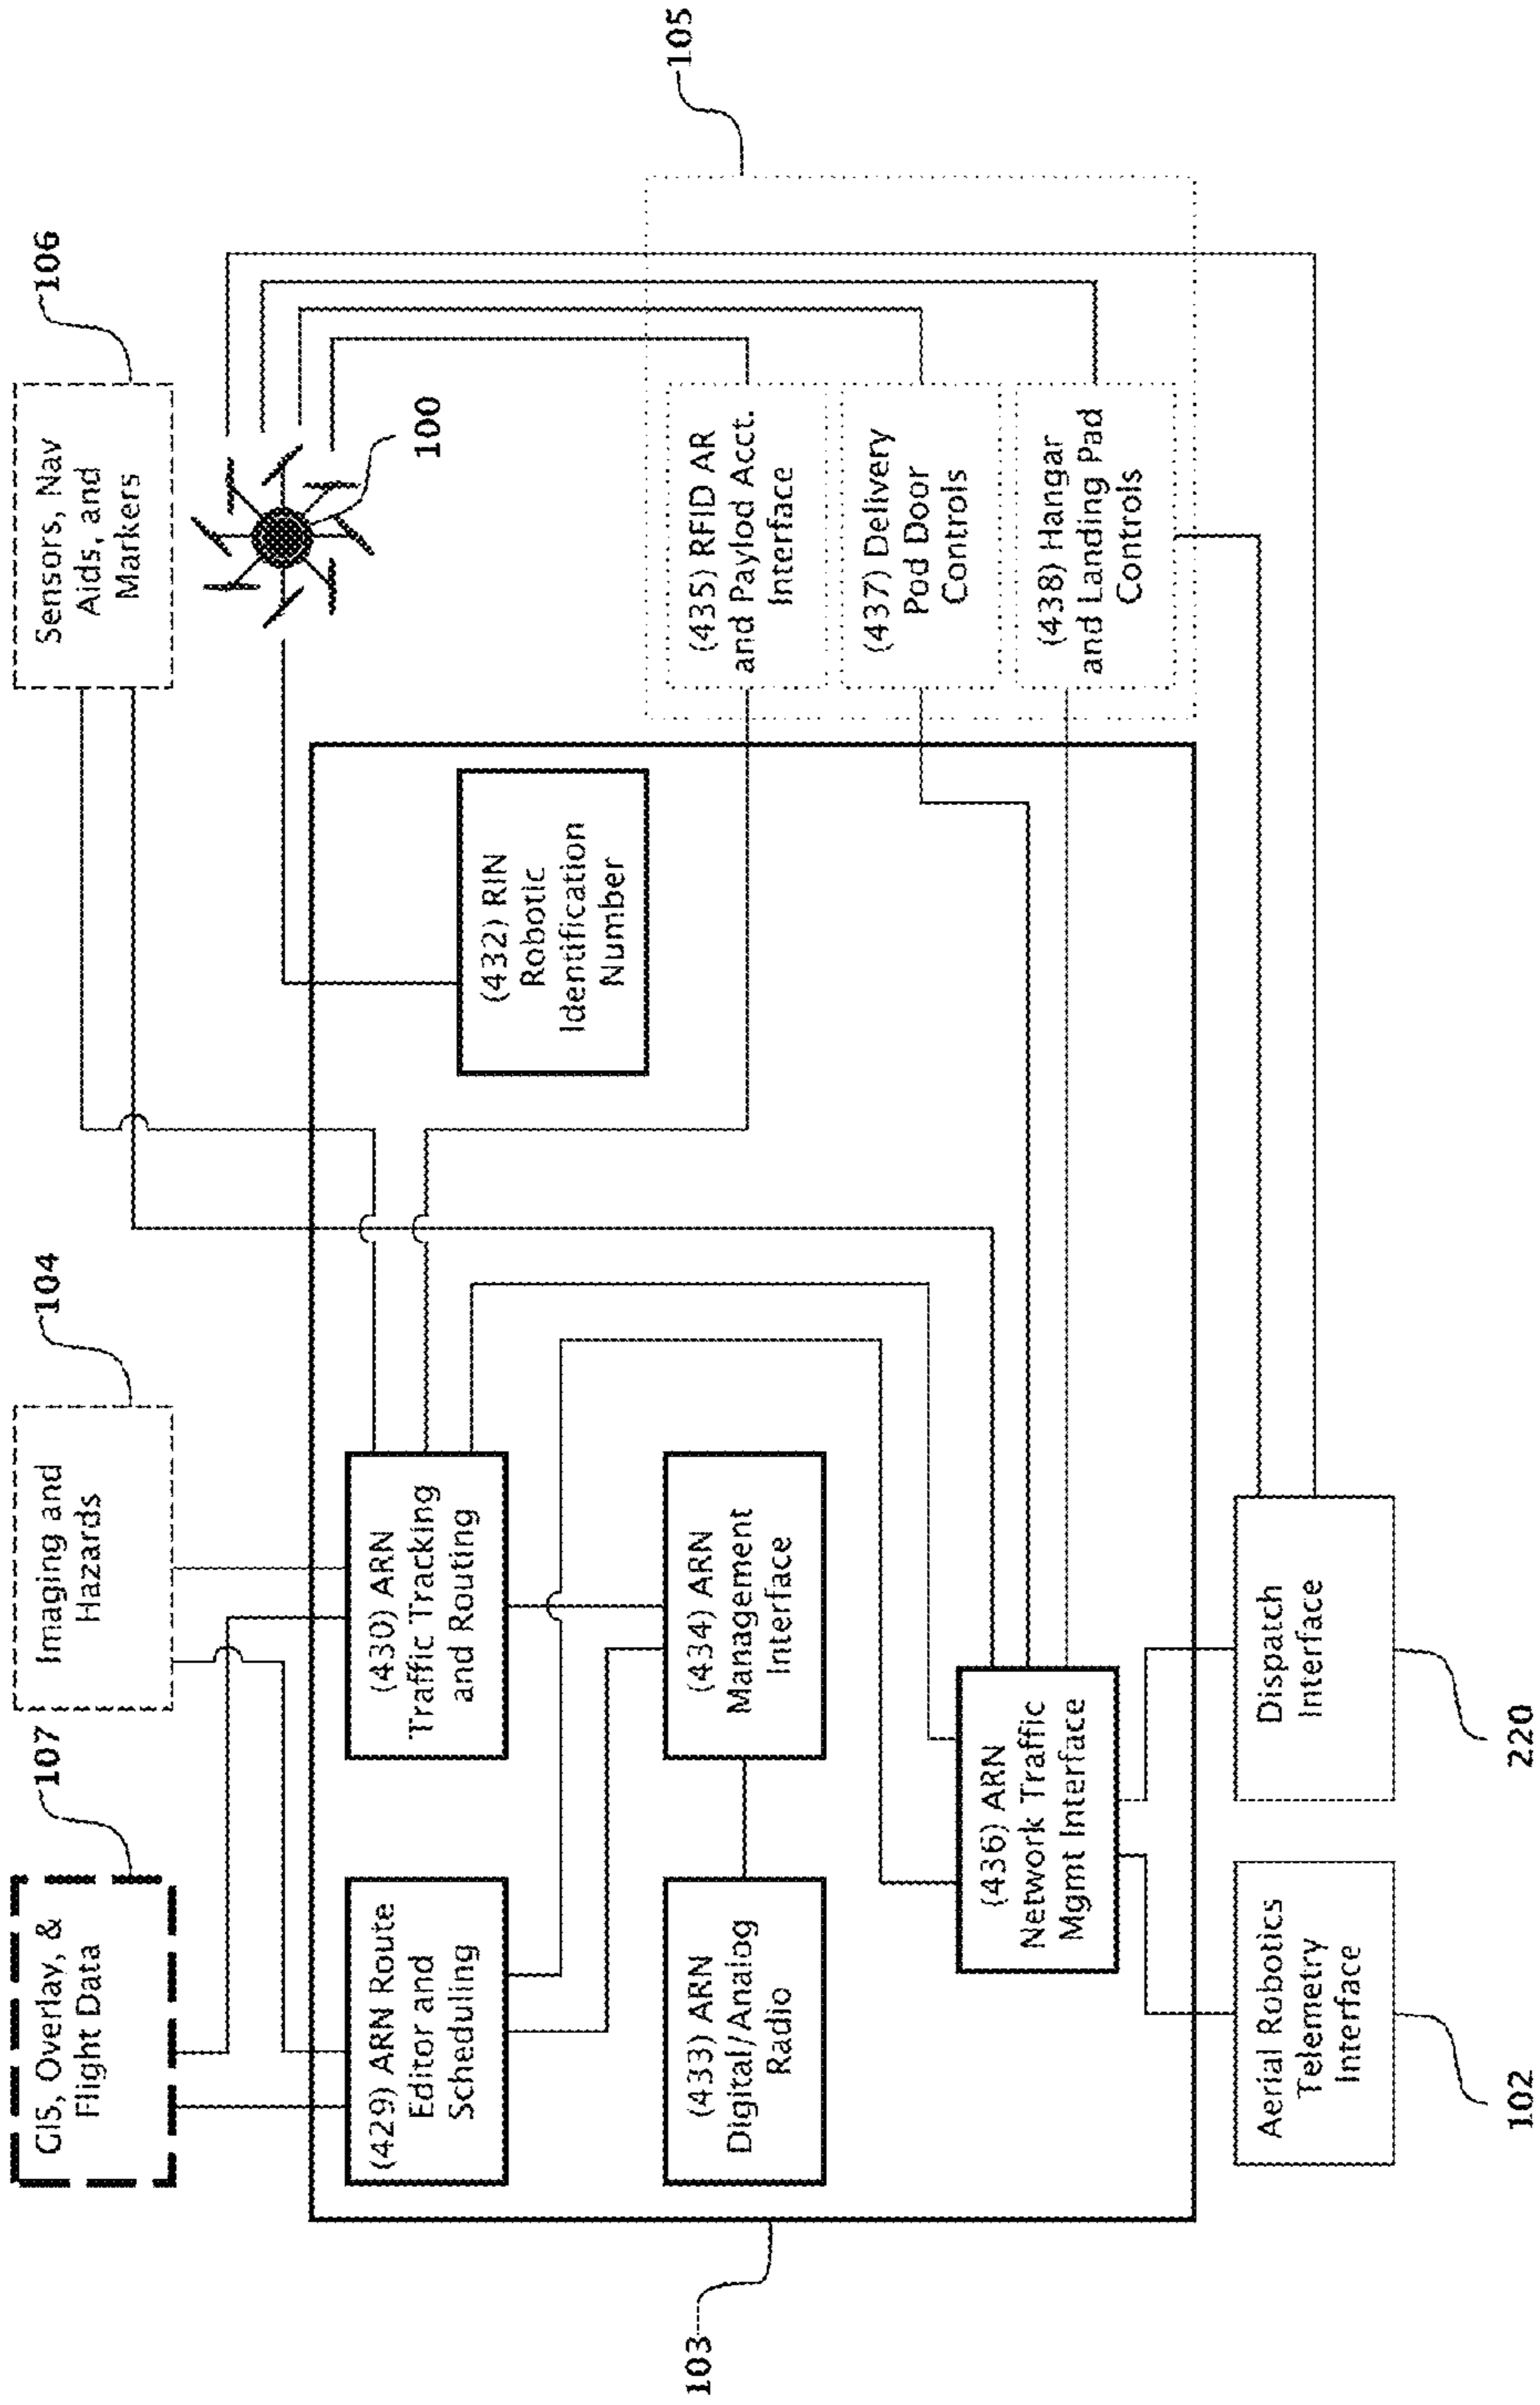 107
GIS, Overlay, &
Flight Data
104
Imaging and
Hazards
106
Sensors, Nav
Aids, and
Markers
100
105
103
(429) ARN Route
Editor and
Scheduling
(430) ARN
Traffic Tracking
and Routing
(432) RIN
Robotic
Identification
Number
(433) ARN
Digital/Analog
Radio
(434) ARN
Management
Interface
(435) RFID AR
and Paylod Acct.
Interface
(437) Delivery
Pod Door
Controls
(438) Hangar
and Landing Pad
Controls
(436) ARN
Network Traffic
Mgmt Interface
Aerial Robotics
Telemetry
Interface
102
Dispatch
Interface
220